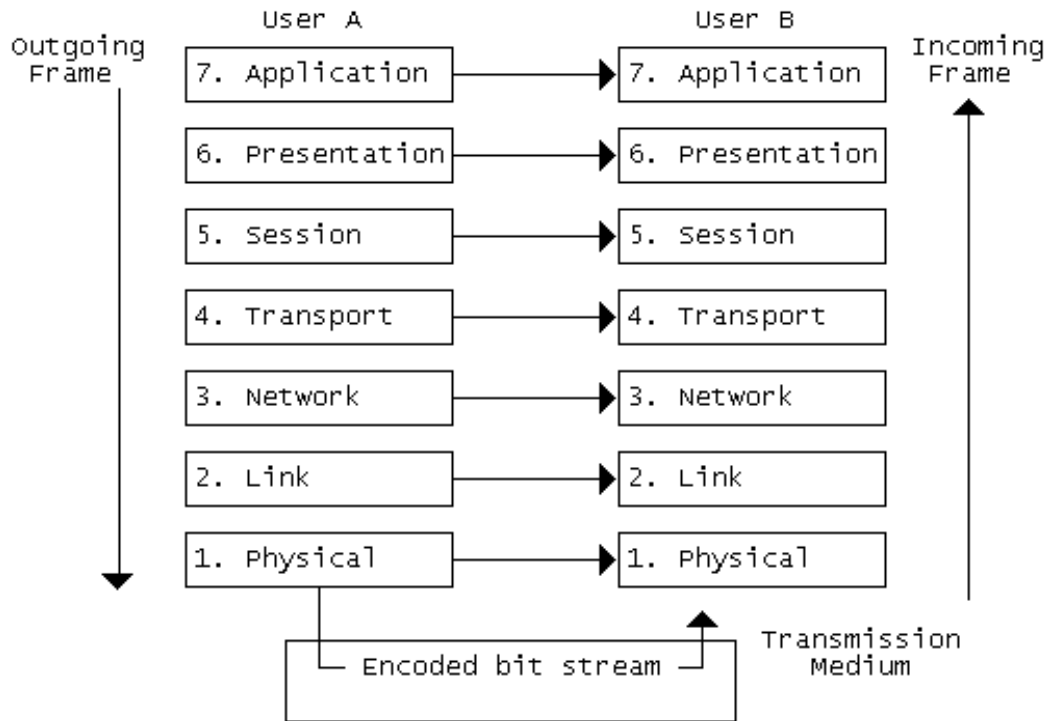 User A
User B
Outgoing
Frame
Incoming
Frame
7. Application
7. Application
6. Presentation
6. Presentation
5. Session
5. Session
4. Transport
4. Transport
3. Network
3. Network
2. Link
2. Link
1. Physical
1. Physical
Encoded bit stream
Transmission
Medium